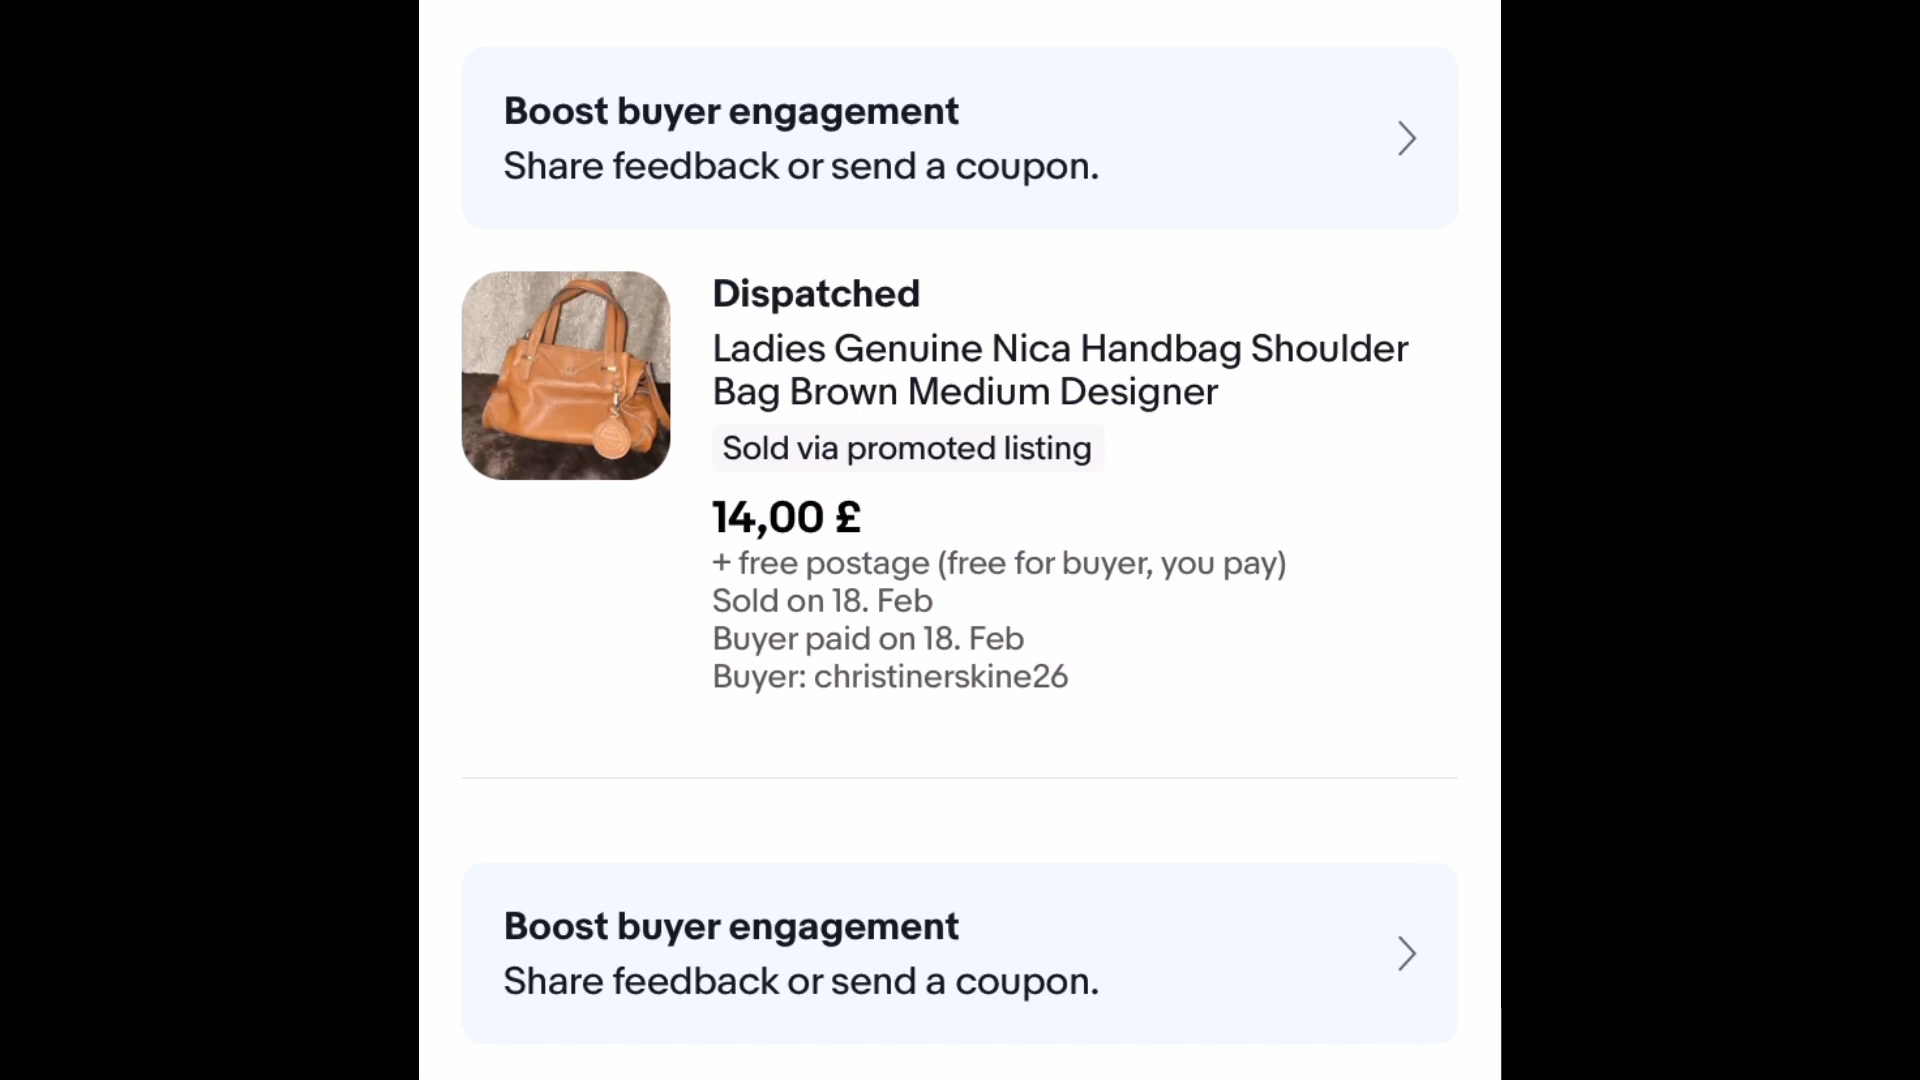 Boost buyer engagement
Share feedback or send a coupon.
Dispatched
Ladies Genuine Nica Handbag Shoulder
Bag Brown Medium Designer
Sold via promoted listing
14,00 £
+ free postage (free for buyer, you pay)
Sold on 18. Feb
Buyer paid on 18. Feb
Buyer: christinerskine26
Boost buyer engagement
Share feedback or send a coupon.